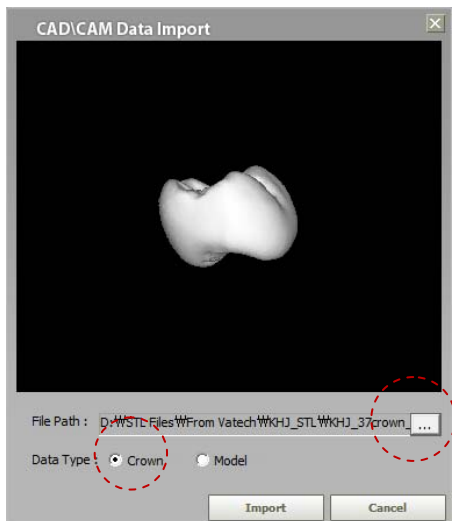 CAD\CAM Data Import
File Path : D:₩STL Files₩From Vatech₩KHJ_STL₩KHJ_37crown_ ...
Data Type : Crown Model
Import Cancel